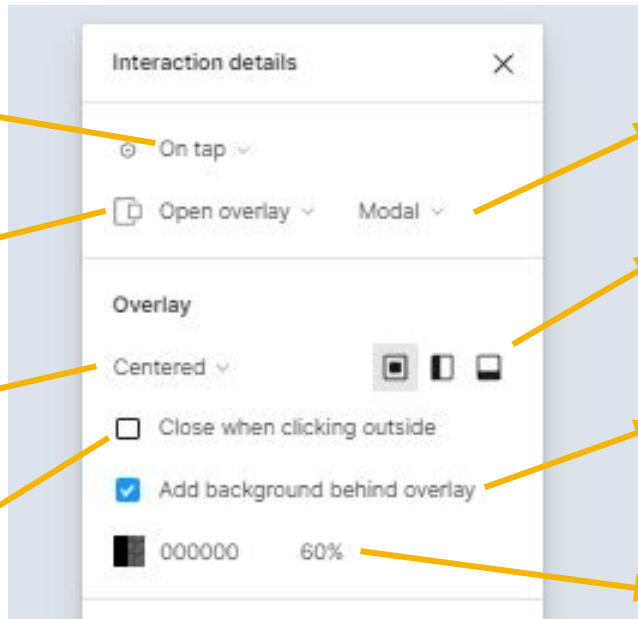 Interaction details
On tap
Open overlay Modal
Overlay
Centered
Close when clicking outside
Add background behind overlay
000000 60%